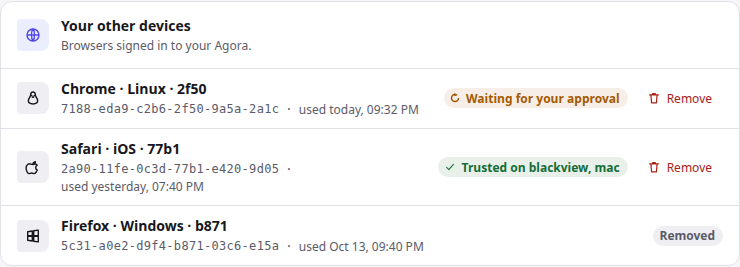 Your other devices
Browsers signed in to your Agora.
Chrome · Linux · 2f50
7188-eda9-c2b6-2f50-9a5a-2a1c · used today, 09:32 PM
Waiting for your approval
Remove
Safari · iOS · 77b1
2a90-11fe-0c3d-77b1-e420-9d05 ·
used yesterday, 07:40 PM
Trusted on blackview, mac
Remove
Firefox · Windows · b871
5c31-a0e2-d9f4-b871-03c6-e15a · used Oct 13, 09:40 PM
Removed